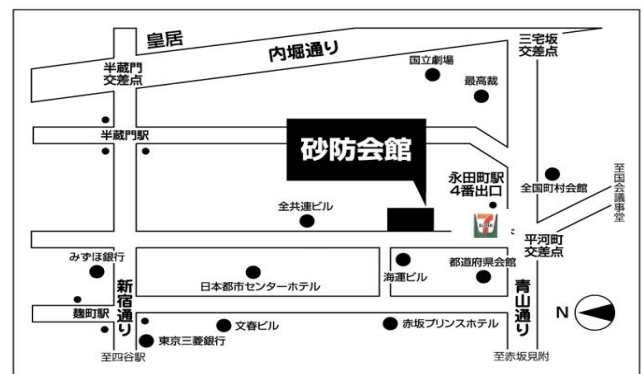 皇居
内堀通り
三宅坂
交差点
半蔵門
交差点
国立劇場
最高裁
半蔵門駅
砂防会館
永田町駅
4番出口
全国町村会館
至国会議事堂
全共連ビル
7
平河町
交差点
みずほ銀行
新宿通り
日本都市センターホテル
海運ビル
都道府県会館
青山通り
N
麹町駅
文春ビル
赤坂プリンスホテル
東京三菱銀行
至四谷駅
至赤坂見附